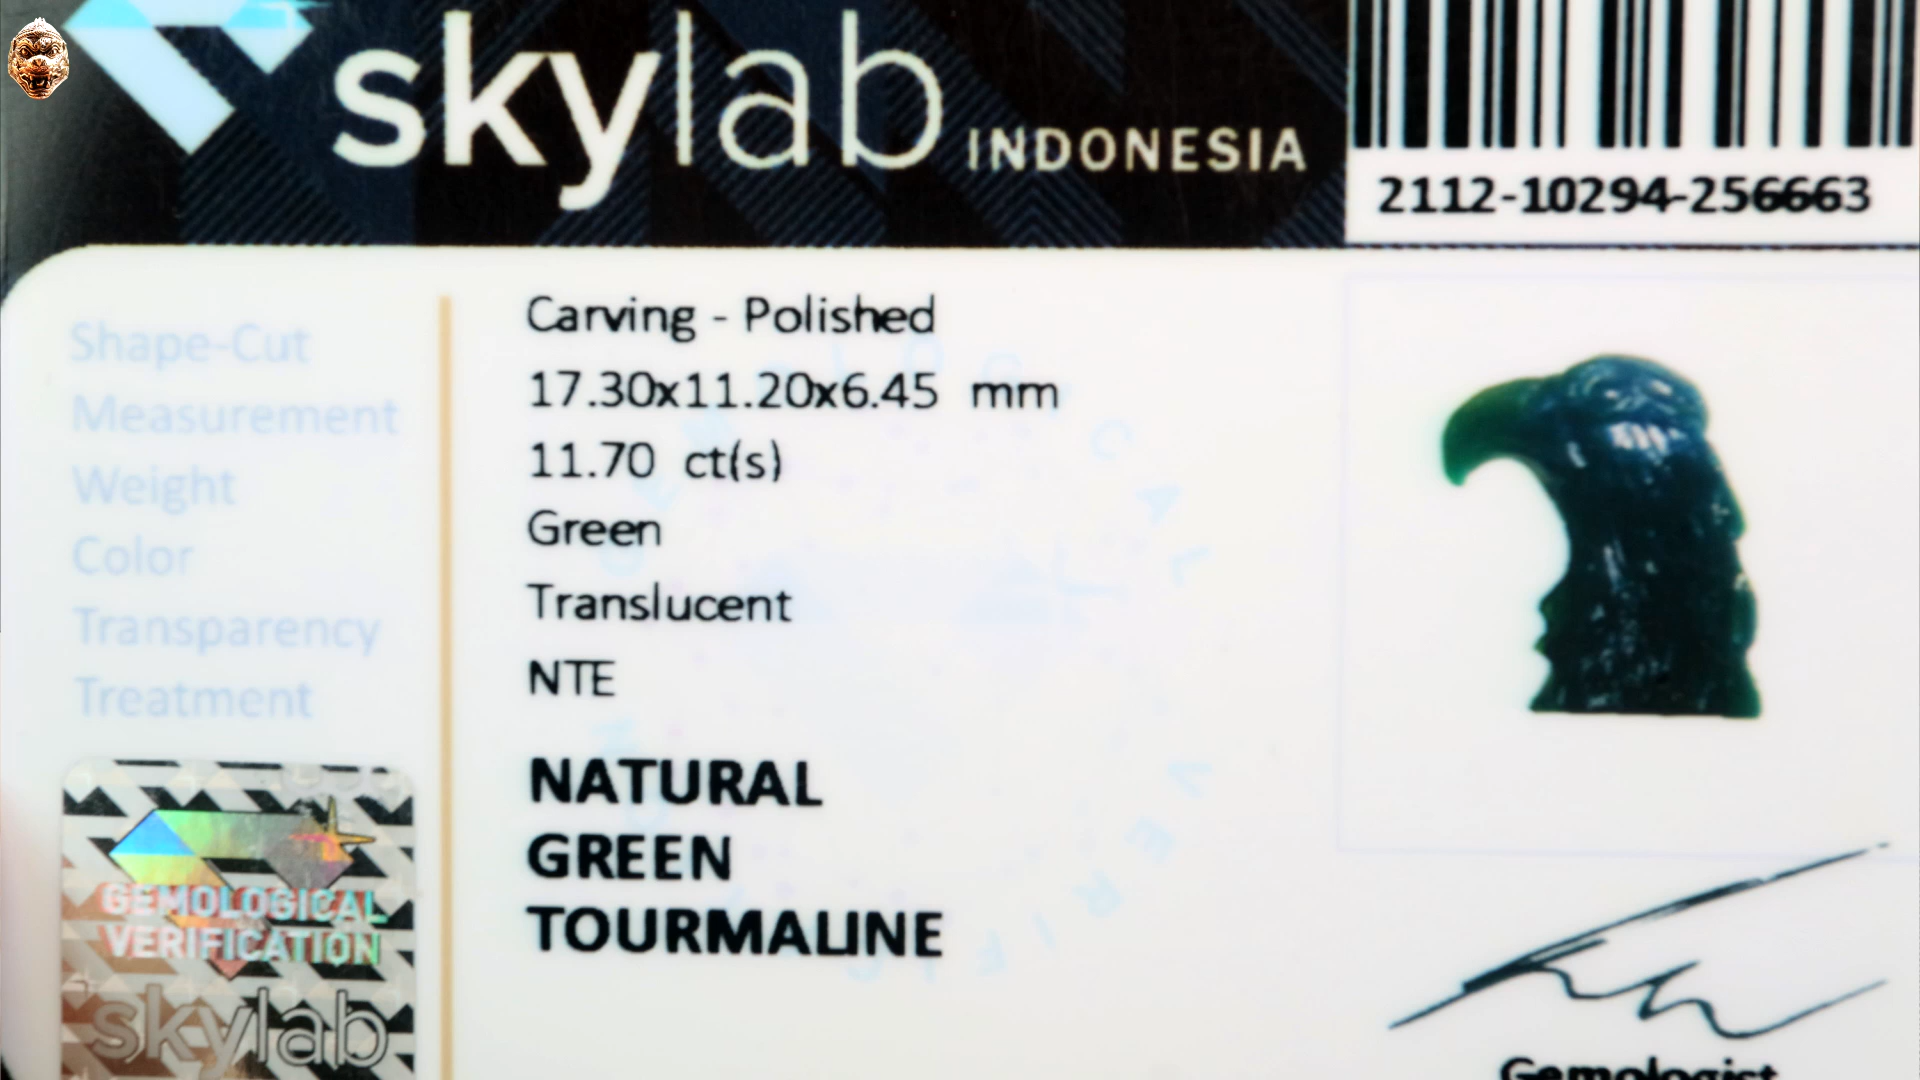 skylab INDONESIA
2112-10294-256663
Shape-Cut Carving - Polished
Measurement 17.30x11.20x6.45 mm
Weight 11.70 ct(s)
Color Green
Transparency Translucent
Treatment NTE
NATURAL
GREEN
TOURMALINE
GEMOLOGICAL
VERIFICATION
skylab
Gemologist